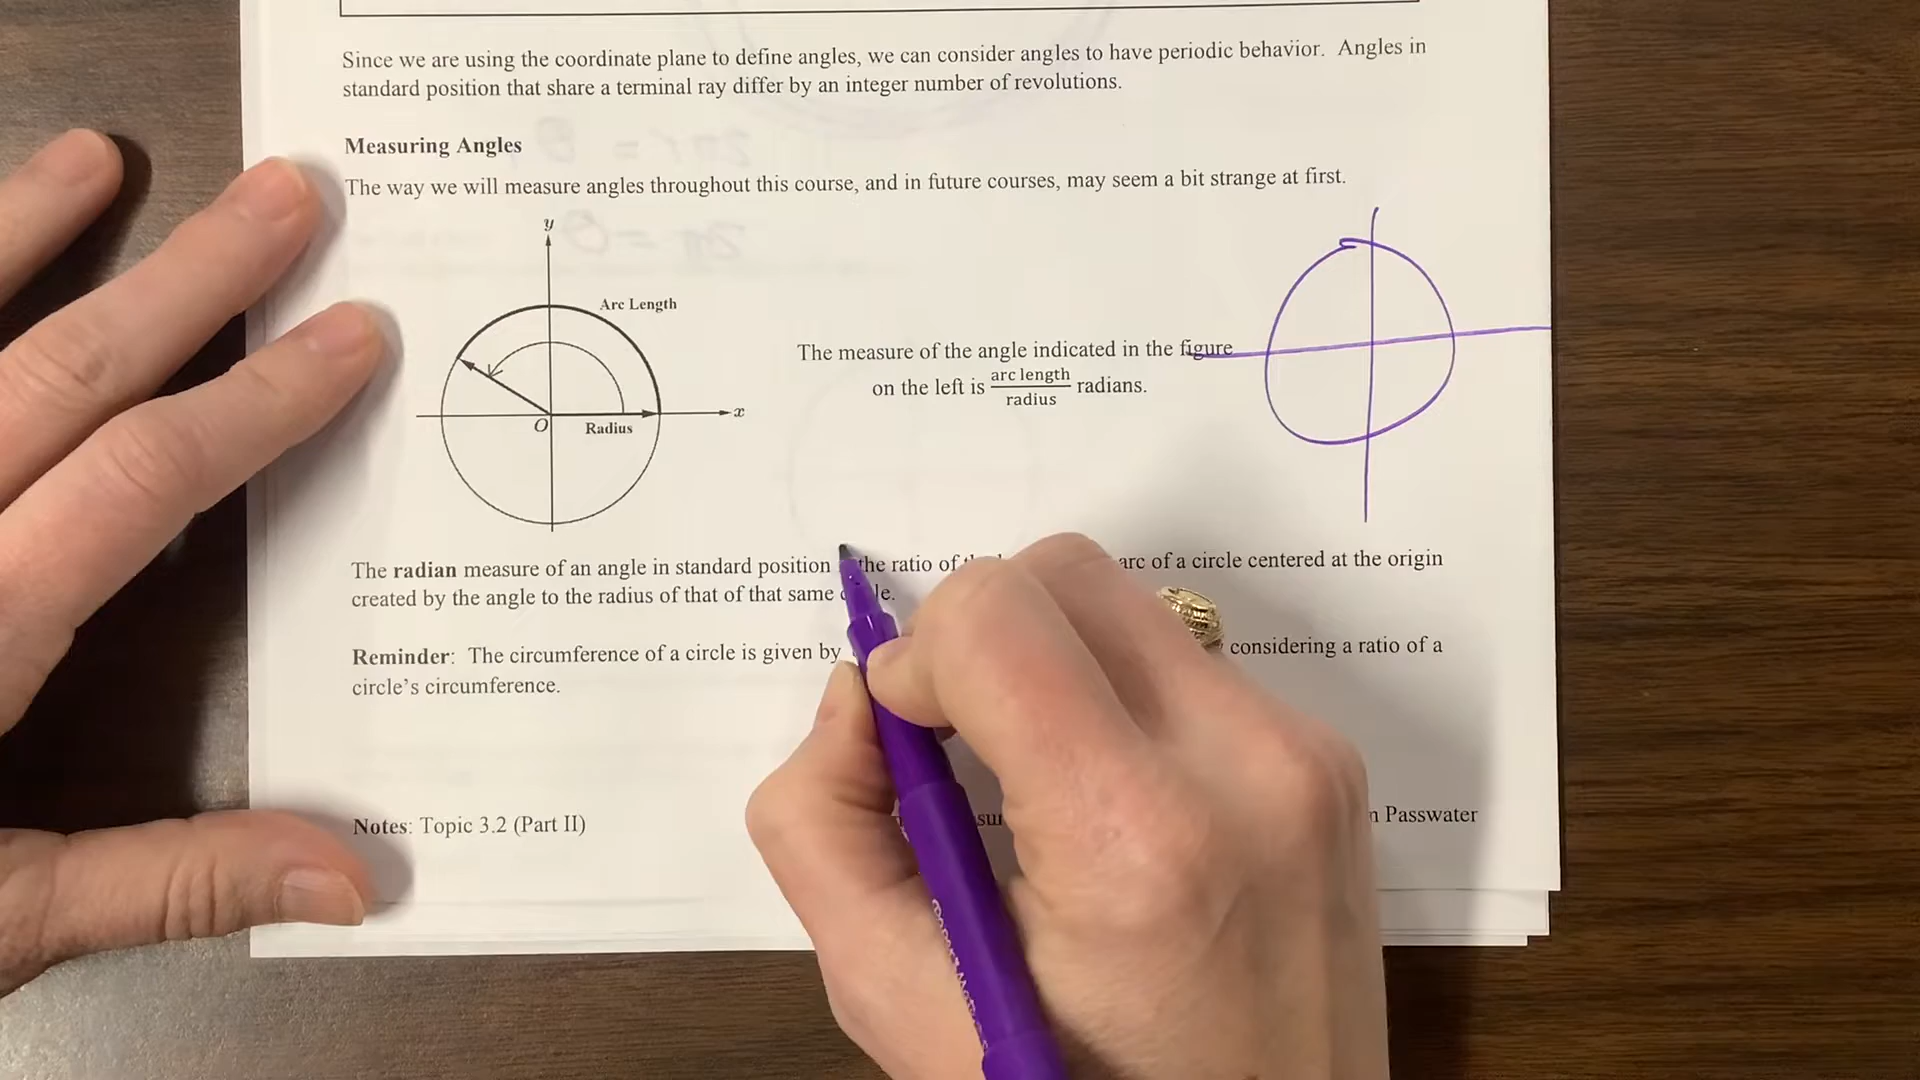 Since we are using the coordinate plane to define angles, we can consider angles to have periodic behavior. Angles in
standard position that share a terminal ray differ by an integer number of revolutions.
Measuring Angles
The way we will measure angles throughout this course, and in future courses, may seem a bit strange at first.
y
Arc Length
x
O
Radius
The measure of the angle indicated in the figure
on the left is arc length/radius radians.
The radian measure of an angle in standard position the ratio of arc of a circle centered at the origin
created by the angle to the radius of that of that same
Reminder: The circumference of a circle is given by considering a ratio of a
circle's circumference.
Notes: Topic 3.2 (Part II)
Passwater